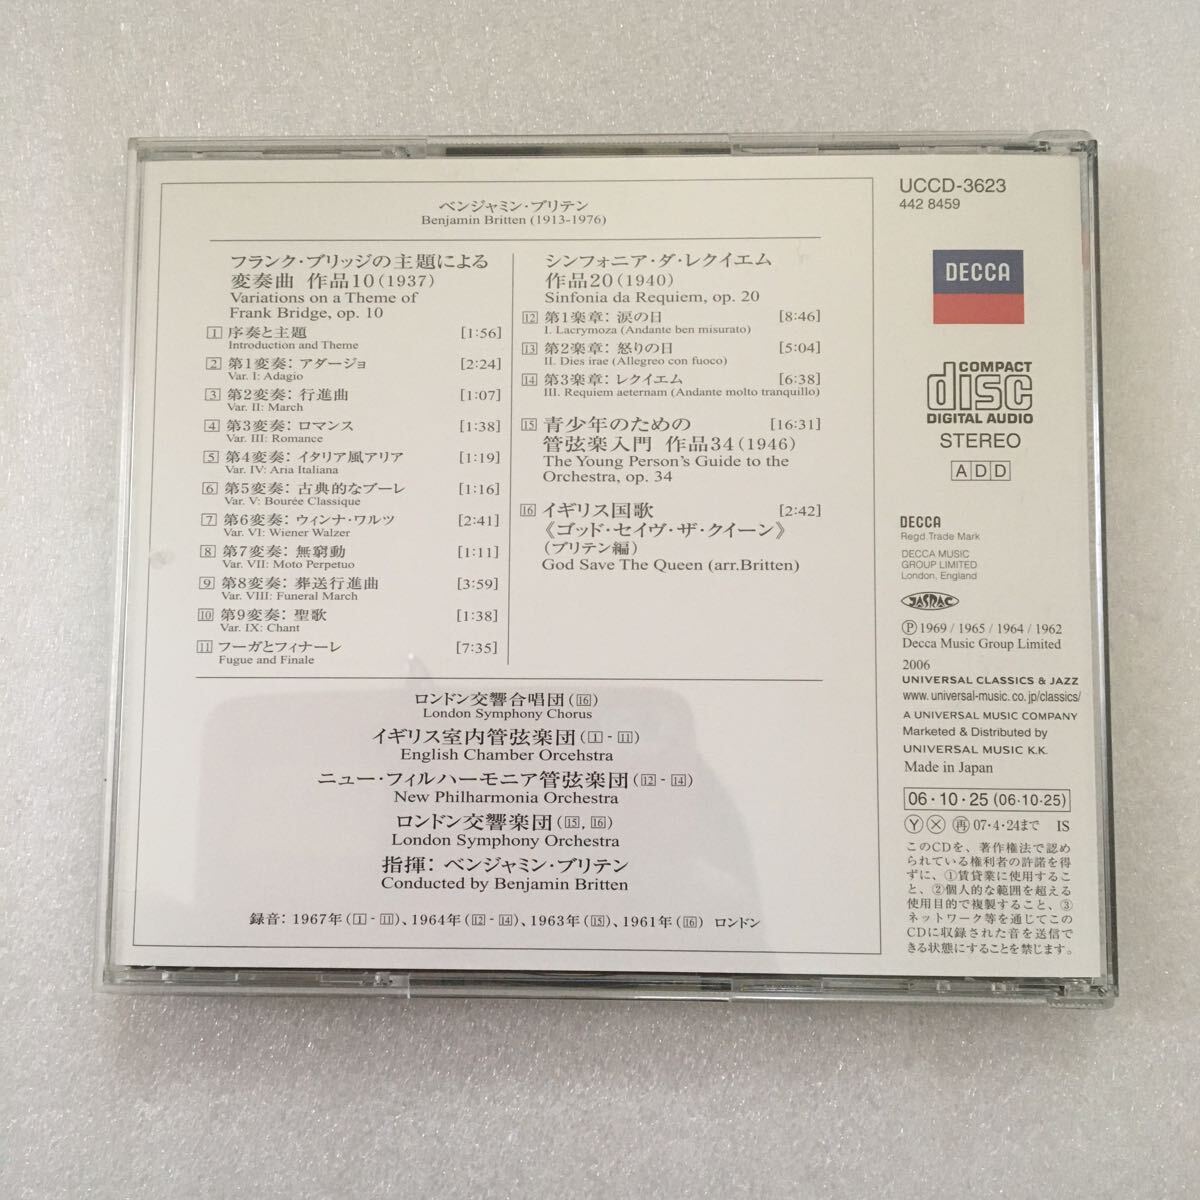 ベンジャミン・ブリテン
Benjamin Britten (1913-1976)
フランク・ブリッジの主題による
変奏曲 作品10(1937)
Variations on a Theme of
Frank Bridge, op. 10
1 序奏と主題 [1:56]
Introduction and Theme
2 第1変奏: アダージョ [2:24]
Var. I: Adagio
3 第2変奏: 行進曲 [1:07]
Var. II: March
4 第3変奏: ロマンス [1:38]
Var. III: Romance
5 第4変奏: イタリア風アリア [1:19]
Var. IV: Aria Italiana
6 第5変奏: 古典的なブーレ [1:16]
Var. V: Bourée Classique
7 第6変奏: ウィンナ・ワルツ [2:41]
Var. VI: Wiener Walzer
8 第7変奏: 無窮動 [1:11]
Var. VII: Moto Perpetuo
9 第8変奏: 葬送行進曲 [3:59]
Var. VIII: Funeral March
10 第9変奏: 聖歌 [1:38]
Var. IX: Chant
11 フーガとフィナーレ [7:35]
Fugue and Finale
シンフォニア・ダ・レクイエム
作品20(1940)
Sinfonia da Requiem, op. 20
12 第1楽章: 涙の日 [8:46]
I. Lacrymoza (Andante ben misurato)
13 第2楽章: 怒りの日 [5:04]
II. Dies irae (Allegreo con fuoco)
14 第3楽章: レクイエム [6:38]
III. Requiem aeternam (Andante molto tranquillo)
15 青少年のための [16:31]
管弦楽入門 作品34(1946)
The Young Person's Guide to the
Orchestra, op. 34
16 イギリス国歌 [2:42]
《ゴッド・セイヴ・ザ・クイーン》
(ブリテン編)
God Save The Queen (arr.Britten)
ロンドン交響合唱団(16)
London Symphony Chorus
イギリス室内管弦楽団(1 - 11)
English Chamber Orcehstra
ニュー・フィルハーモニア管弦楽団(12 - 14)
New Philharmonia Orchestra
ロンドン交響楽団(15, 16)
London Symphony Orchestra
指揮: ベンジャミン・ブリテン
Conducted by Benjamin Britten
録音: 1967年(1 - 11)、1964年(12 - 14)、1963年(15)、1961年(16) ロンドン
UCCD-3623
442 8459
DECCA
COMPACT
disc
DIGITAL AUDIO
STEREO
ADD
DECCA
Regd.Trade Mark
DECCA MUSIC
GROUP LIMITED
London, England
JASRAC
Ⓟ 1969 / 1965 / 1964 / 1962
Decca Music Group Limited
2006
UNIVERSAL CLASSICS & JAZZ
www.universal-music.co.jp/classics/
A UNIVERSAL MUSIC COMPANY
Marketed & Distributed by
UNIVERSAL MUSIC K.K.
Made in Japan
06・10・25 (06・10・25)
Ⓨ Ⓧ 再 07・4・24まで IS
このCDを、著作権法で認め
られている権利者の許諾を得
ずに、①賃貸業に使用するこ
と、②個人的な範囲を超える
使用目的で複製すること、③
ネットワーク等を通じてこの
CDに収録された音を送信で
きる状態にすることを禁じます。